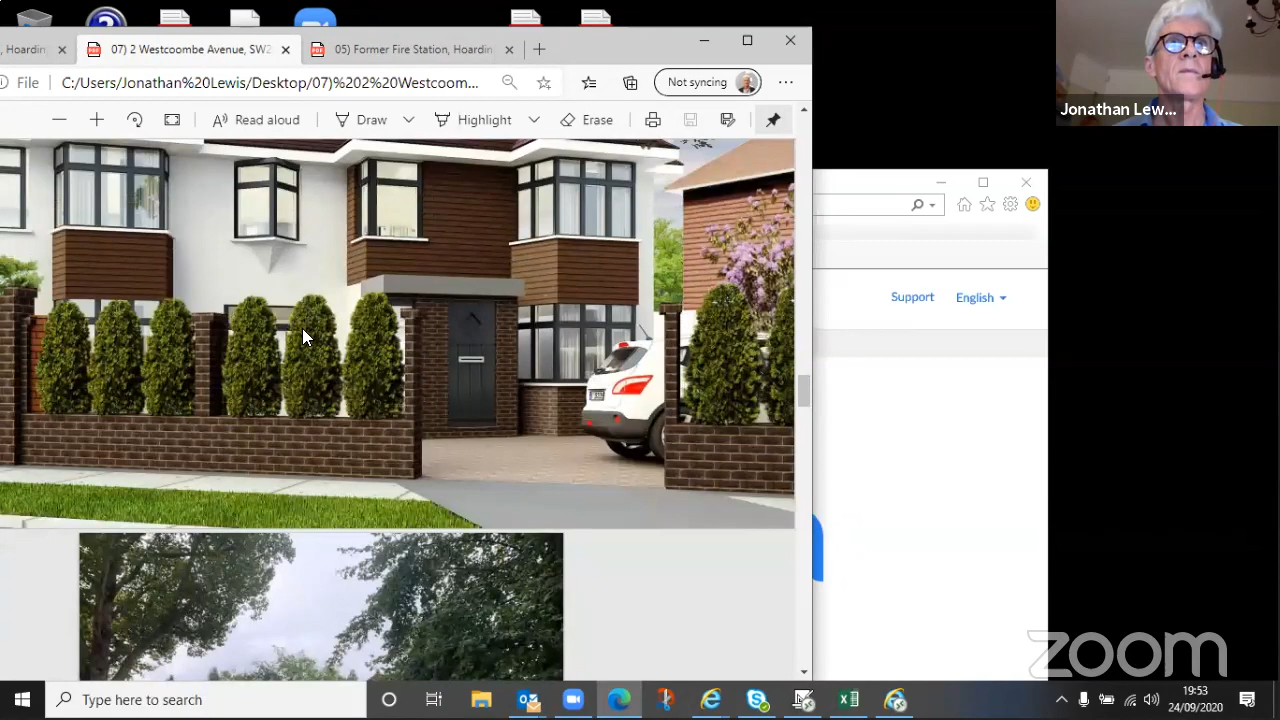 , Hoardin
07) 2 Westcoombe Avenue, SW2
05) Former Fire Station, Hoardin
File
C:/Users/Jonathan%20Lewis/Desktop/07)%202%20Westcoom...
Not syncing
Read aloud
Draw
Highlight
Erase
Jonathan Lew...
Support
English
zoom
Type here to search
19:53
24/09/2020